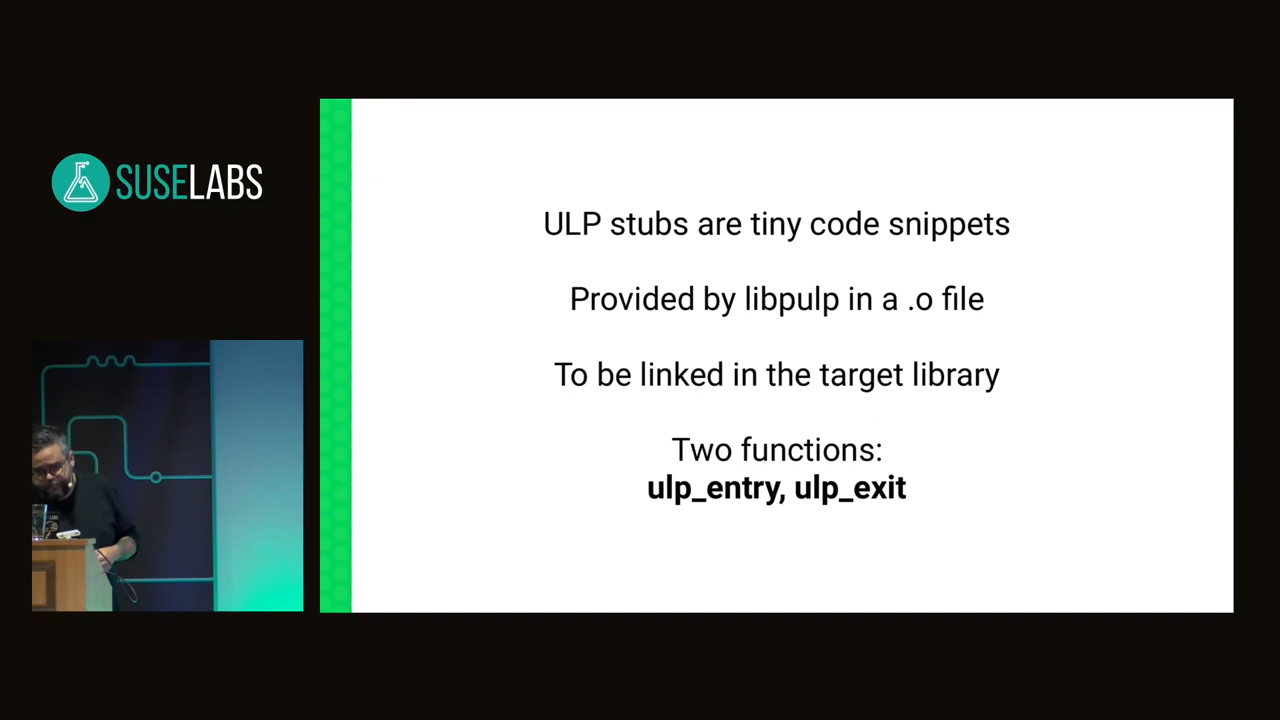 SUSELABS
ULP stubs are tiny code snippets
Provided by libpulp in a .o file
To be linked in the target library
Two functions:
ulp_entry, ulp_exit